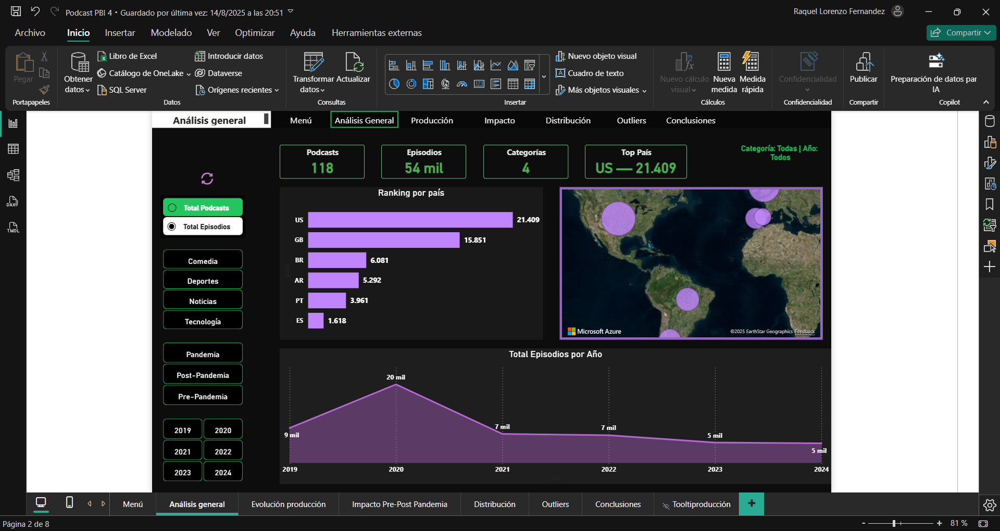 Podcast PBI 4 • Guardado por última vez: 14/8/2025 a las 20:51
Raquel Lorenzo Fernandez
Archivo
Inicio
Insertar
Modelado
Ver
Optimizar
Ayuda
Herramientas externas
Compartir
Pegar
Portapapeles
Obtener
datos
Libro de Excel
Catálogo de OneLake
SQL Server
Introducir datos
Dataverse
Orígenes recientes
Datos
Transformar
datos
Actualizar
Consultas
Nuevo objeto visual
Cuadro de texto
Más objetos visuales
Insertar
Nuevo cálculo
visual
Nueva
medida
Medida
rápida
Cálculos
Confidencialidad
Confidencialidad
Publicar
Compartir
Preparación de datos par
IA
Copilot
DAX
TMDL
Análisis general
Menú
Análisis General
Producción
Impacto
Distribución
Outliers
Conclusiones
Podcasts
118
Episodios
54 mil
Categorías
4
Top País
US — 21.409
Categoría: Todas | Año:
Todos
Total Podcasts
Total Episodios
Comedia
Deportes
Noticias
Tecnología
Pandemia
Post-Pandemia
Pre-Pandemia
2019
2020
2021
2022
2023
2024
Ranking por país
país
US
21.409
GB
15.851
BR
6.081
AR
5.292
PT
3.961
ES
1.618
Microsoft Azure
©2025 EarthStar Geographics Feedback
Total Episodios por Año
9 mil
20 mil
7 mil
7 mil
5 mil
5 mil
2019
2020
2021
2022
2023
2024
Menú
Análisis general
Evolución producción
Impacto Pre-Post Pandemia
Distribución
Outliers
Conclusiones
Tooltiproducción
Página 2 de 8
- + 81 %